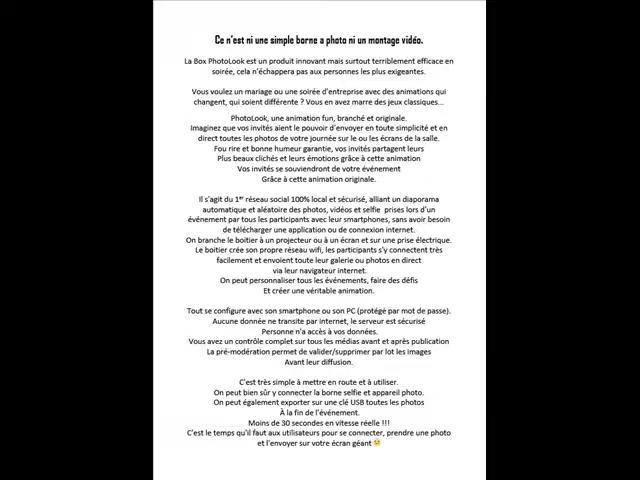 Ce n'est ni une simple borne a photo ni un montage vidéo.
La Box PhotoLook est un produit innovant mais surtout terriblement efficace en
soirée, cela n'échappera pas aux personnes les plus exigeantes.
Vous voulez un mariage ou une soirée d'entreprise avec des animations qui
changent, qui soient différente ? Vous en avez marre des jeux classiques...
PhotoLook, une animation fun, branché et originale.
Imaginez que vos invités aient le pouvoir d'envoyer en toute simplicité et en
direct toutes les photos de votre journée sur le ou les écrans de la salle.
Fou rire et bonne humeur garantie, vos invités partagent leurs
Plus beaux clichés et leurs émotions grâce à cette animation
Vos invités se souviendront de votre événement
Grâce à cette animation originale.
Il s'agit du 1er réseau social 100% local et sécurisé, alliant un diaporama
automatique et aléatoire des photos, vidéos et selfie prises lors d'un
événement par tous les participants avec leur smartphones, sans avoir besoin
de télécharger une application ou de connexion internet.
On branche le boitier à un projecteur ou à un écran et sur une prise électrique.
Le boitier crée son propre réseau wifi, les participants s'y connectent très
facilement et envoient toute leur galerie ou photos en direct
via leur navigateur internet.
On peut personnaliser tous les événements, faire des défis
Et créer une véritable animation.
Tout se configure avec son smartphone ou son PC (protégé par mot de passe).
Aucune donnée ne transite par internet, le serveur est sécurisé
Personne n'a accès à vos données.
Vous avez un contrôle complet sur tous les médias avant et après publication
La pré-modération permet de valider/supprimer par lot les images
Avant leur diffusion.
C'est très simple à mettre en route et à utiliser.
On peut bien sûr y connecter la borne selfie et appareil photo.
On peut également exporter sur une clé USB toutes les photos
À la fin de l'événement.
Moins de 30 secondes en vitesse réelle !!!
C'est le temps qu'il faut aux utilisateurs pour se connecter, prendre une photo
et l'envoyer sur votre écran géant 😉